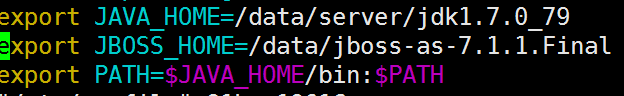 export JAVA_HOME=/data/server/jdk1.7.0_79
export JBOSS_HOME=/data/jboss-as-7.1.1.Final
export PATH=$JAVA_HOME/bin:$PATH